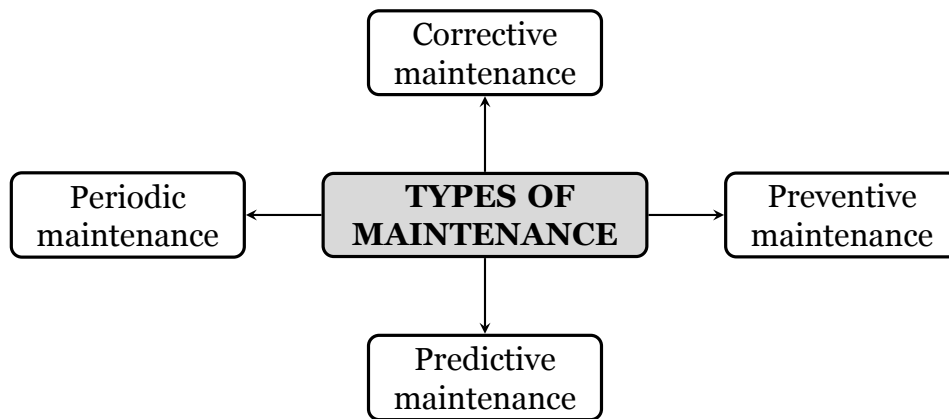 Corrective
maintenance
Periodic
maintenance
TYPES OF
MAINTENANCE
Preventive
maintenance
Predictive
maintenance